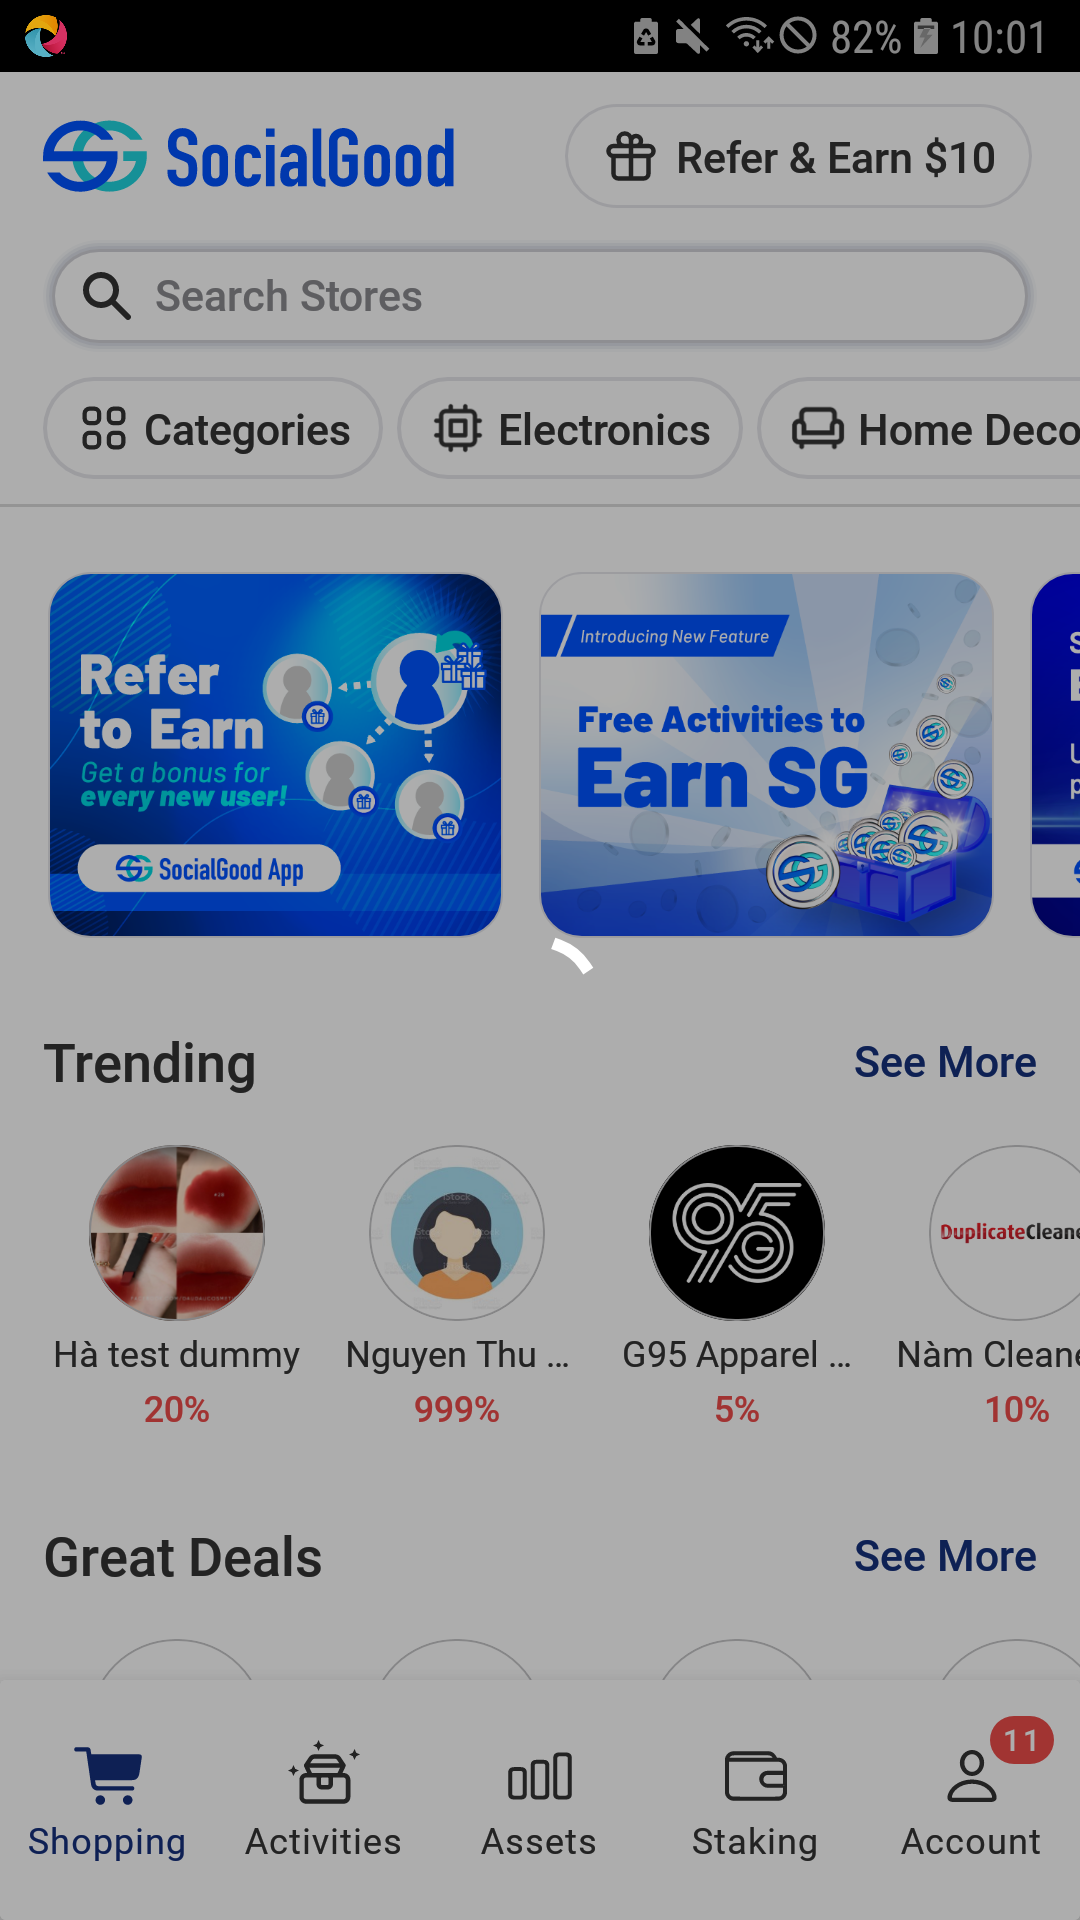 82% 10:01
SocialGood
Refer & Earn $10
Search Stores
Categories
Electronics
Home Deco
Refer
to Earn
Get a bonus for
every new user!
SocialGood App
Introducing New Feature
Free Activities to
Earn SG
Trending
See More
95G
DuplicateCleane
Hà test dummy
Nguyen Thu ...
G95 Apparel ...
Nàm Cleane
20%
999%
5%
10%
Great Deals
See More
11
Shopping
Activities
Assets
Staking
Account